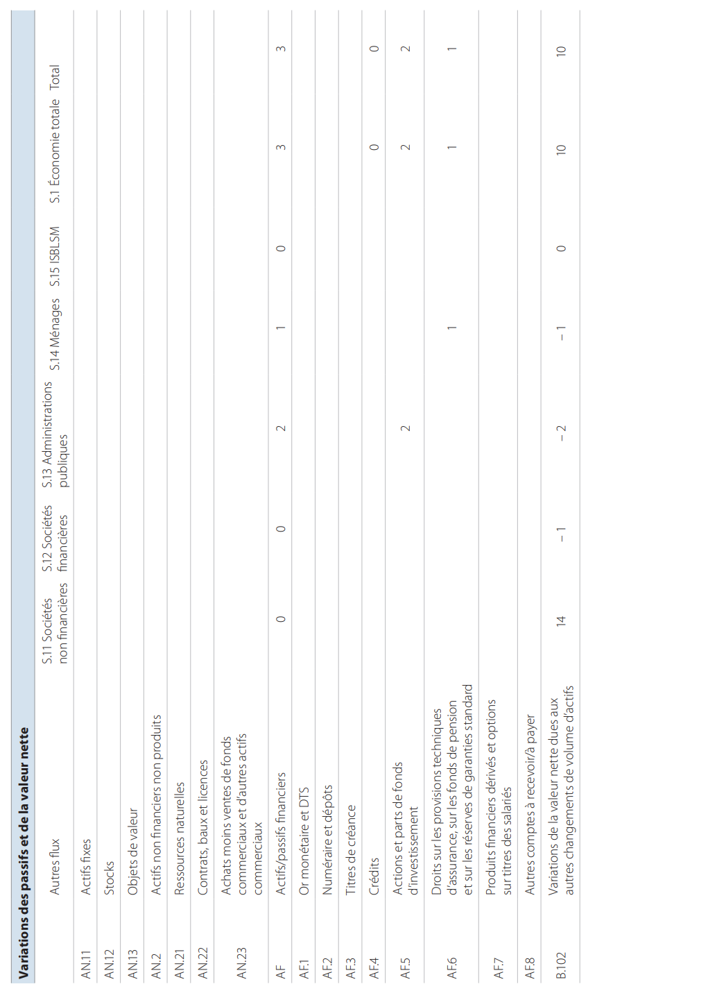 Variations des passifs et de la valeur nette
Autres flux S.11 Sociétés non financières S.12 Sociétés financières S.13 Administrations publiques S.14 Ménages S.15 ISBLSM S.1 Économie totale Total
AN.11 Actifs fixes
AN.12 Stocks
AN.13 Objets de valeur
AN.2 Actifs non financiers non produits
AN.21 Ressources naturelles
AN.22 Contrats, baux et licences
AN.23 Achats moins ventes de fonds
commerciaux et d'autres actifs
commerciaux
AF Actifs/passifs financiers 0 0 2 1 0 3 3
AF.1 Or monétaire et DTS
AF.2 Numéraire et dépôts
AF.3 Titres de créance
AF.4 Crédits 0 0
AF.5 Actions et parts de fonds
d'investissement 2 2 2
AF.6 Droits sur les provisions techniques
d'assurance, sur les fonds de pension
et sur les réserves de garanties standard 1 1 1
AF.7 Produits financiers dérivés et options
sur titres des salariés
AF.8 Autres comptes à recevoir/à payer
B.102 Variations de la valeur nette dues aux
autres changements de volume d'actifs 14 – 1 – 2 – 1 0 10 10